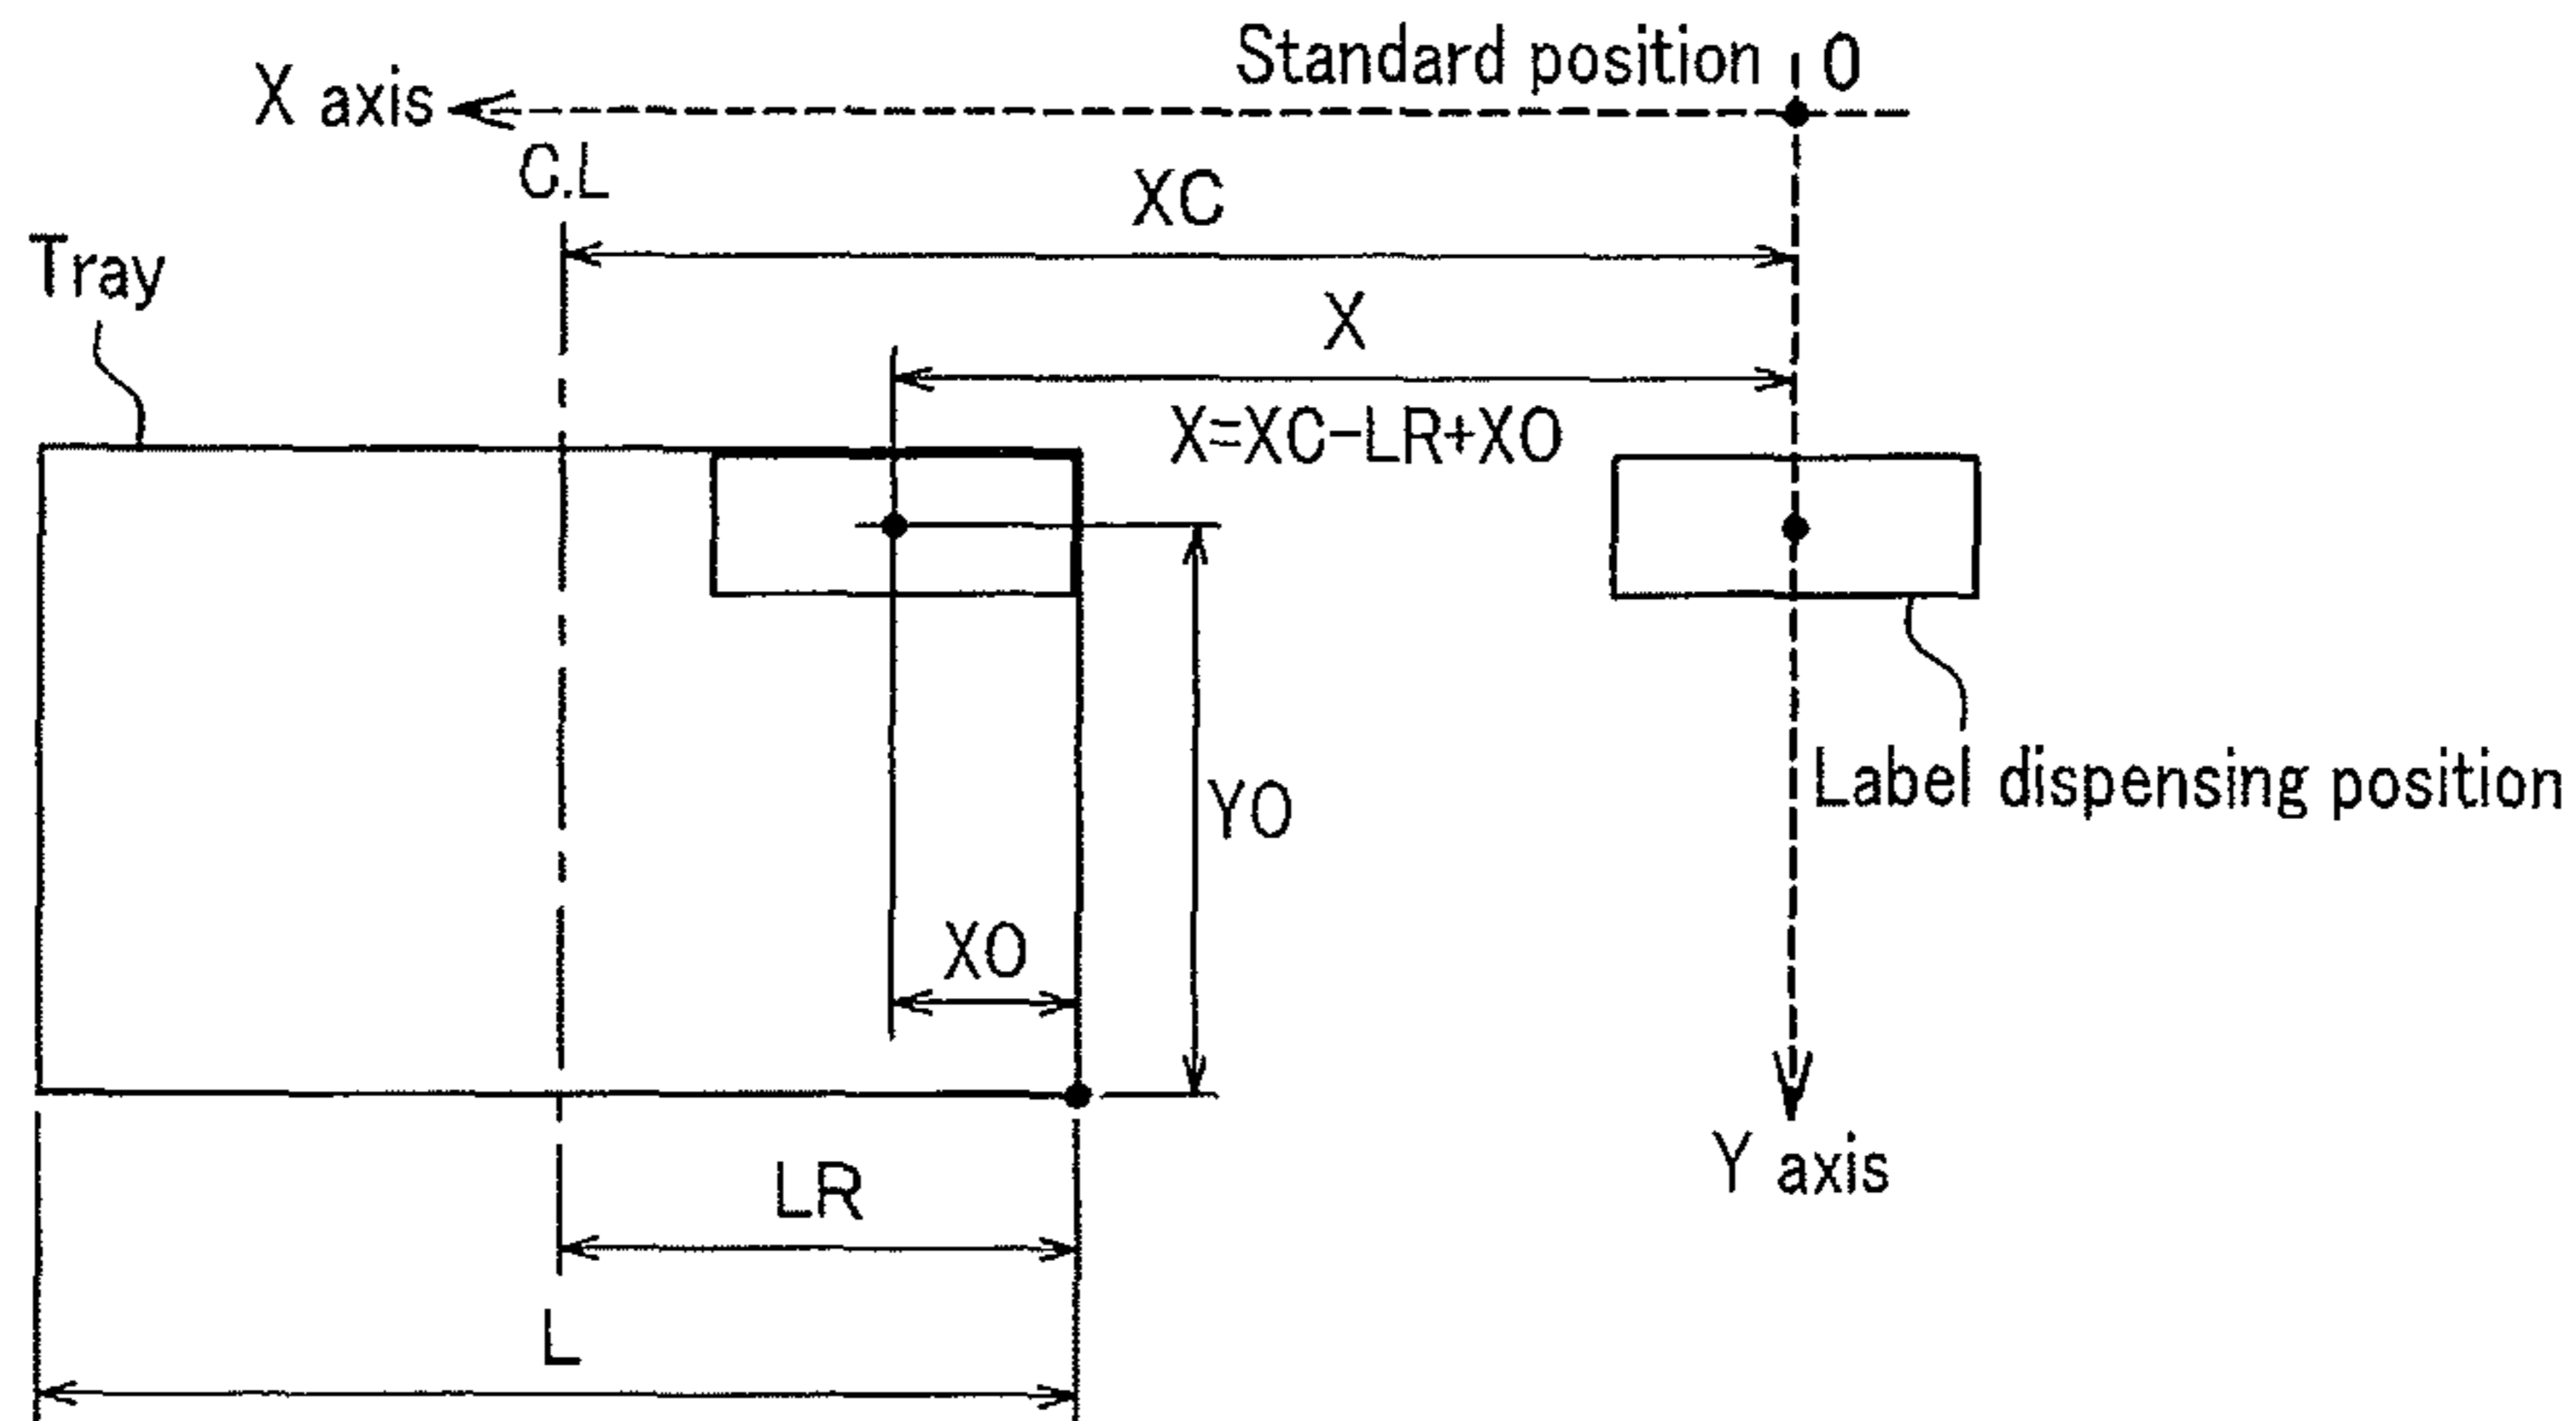 Standard position 0
X axis
C.L
XC
Tray
X
X=XC-LR+XO
YO
Label dispensing position
XO
Y axis
LR
L